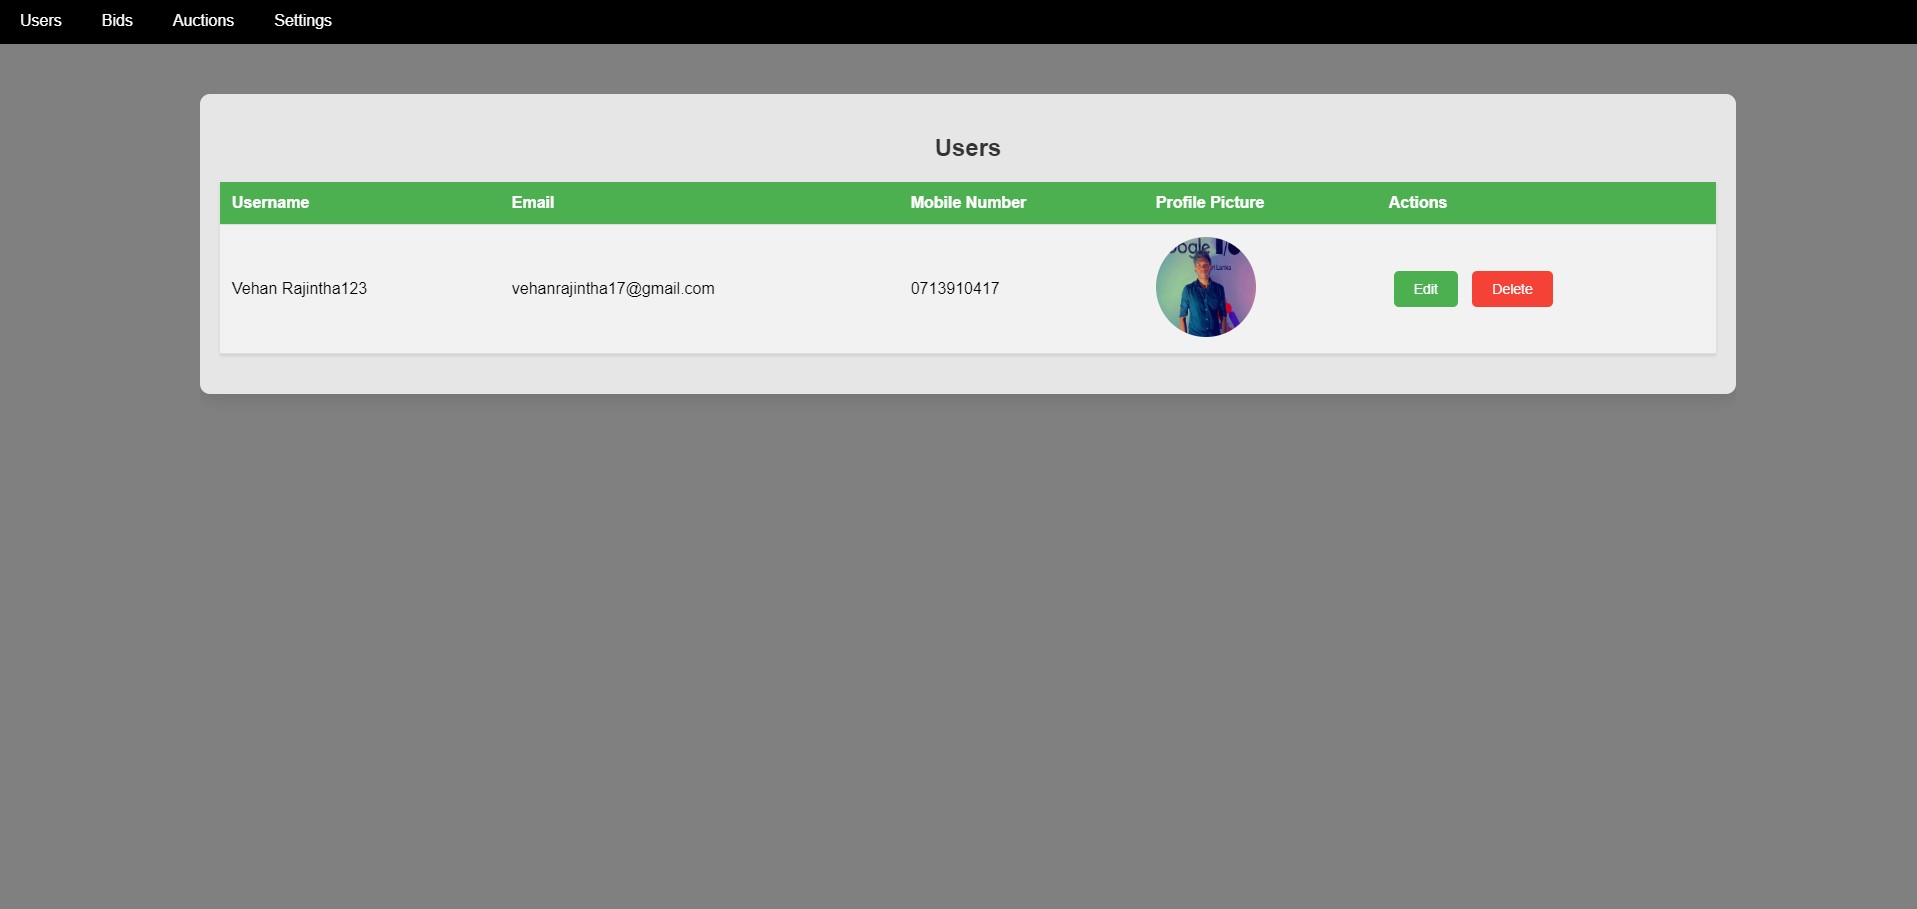 Users Bids Auctions Settings
Users
Username Email Mobile Number Profile Picture Actions
Vehan Rajintha123 vehanrajintha17@gmail.com 0713910417 Edit Delete